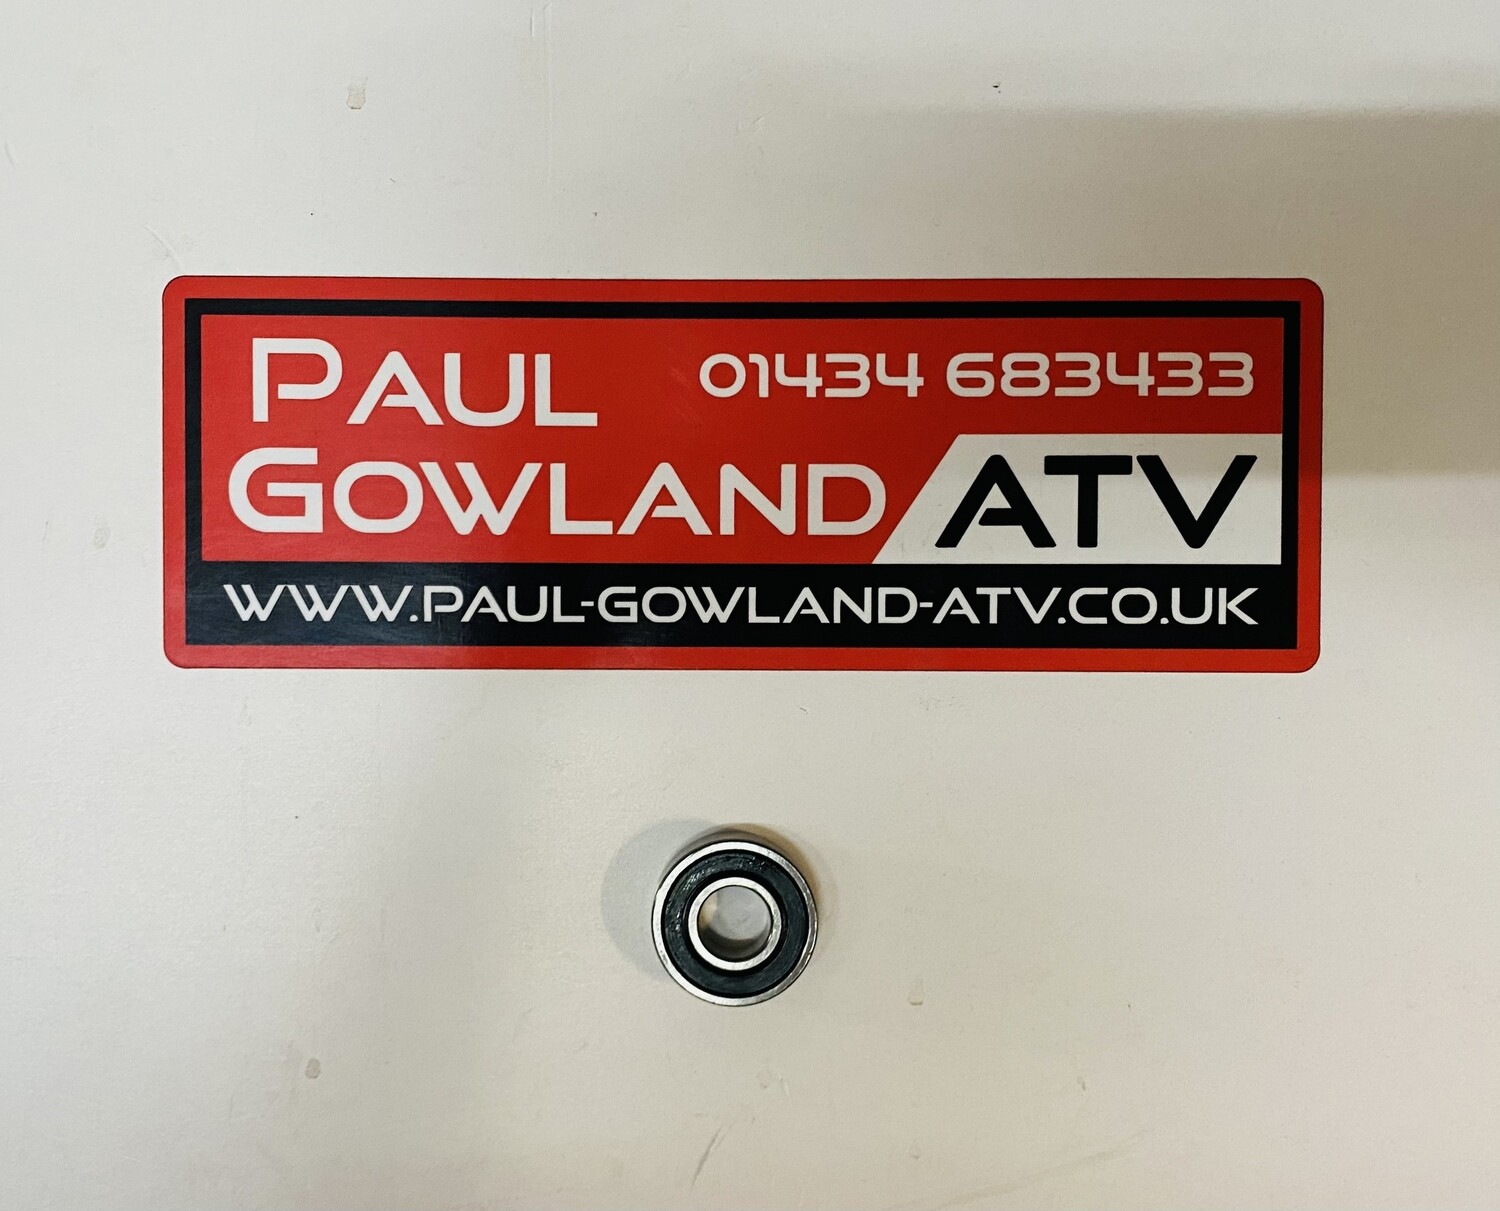 PAUL
01434 683433
GOWLAND ATV
WWW.PAUL-GOWLAND-ATV.CO.UK